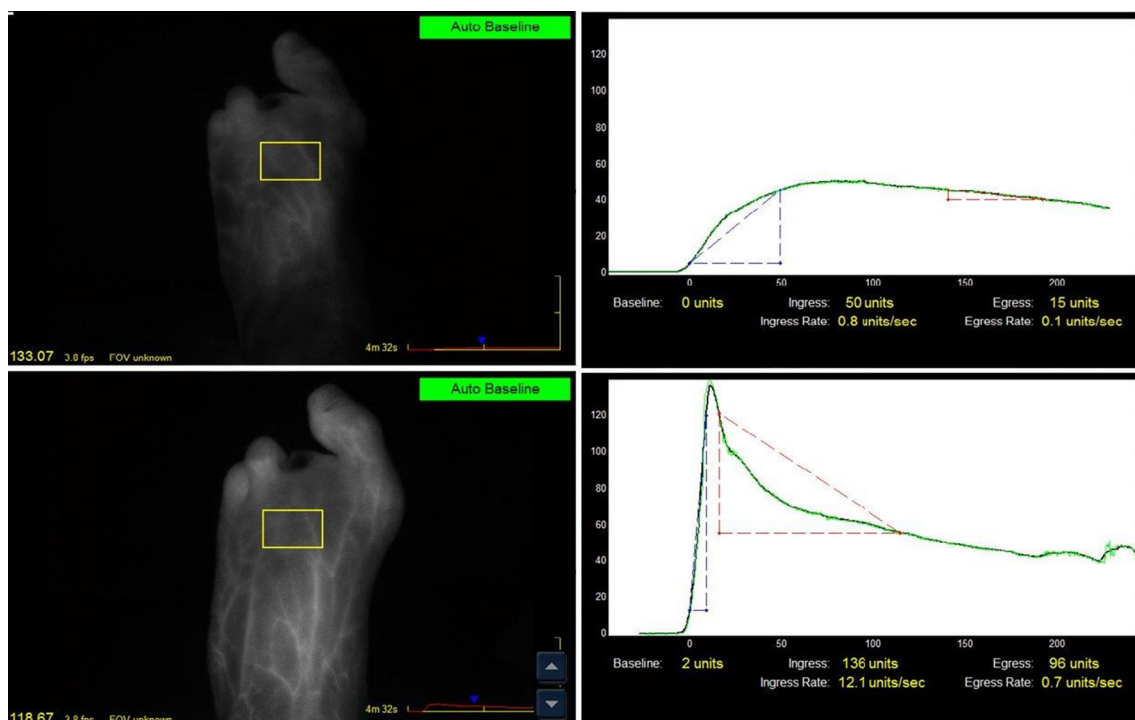 Auto Baseline
4m 32s
133.07 3.8 fps FOV unknown
120
100
80
60
40
20
0
0 50 100 150 200
Baseline: 0 units Ingress: 50 units Egress: 15 units
Ingress Rate: 0.8 units/sec Egress Rate: 0.1 units/sec
Auto Baseline
4m 32s
118.67 3.8 fps FOV unknown
120
100
80
60
40
20
0
0 50 100 150 200
Baseline: 2 units Ingress: 136 units Egress: 96 units
Ingress Rate: 12.1 units/sec Egress Rate: 0.7 units/sec